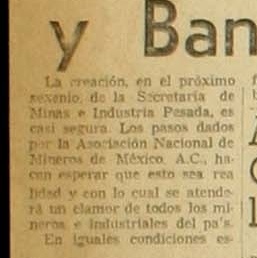 y Ban
La creación, en el próximo
sexenio, de la Secretaría de
Minas e Industria Pesada, es
casi segura. Los pasos dados
por la Asociación Nacional de
Mineros de México, A.C., ha-
cen esperar que esto sea rea
lidad y con lo cual se atende-
rá un clamor de todos los mi-
neros e industriales del pa's.
En iguales condiciones es-